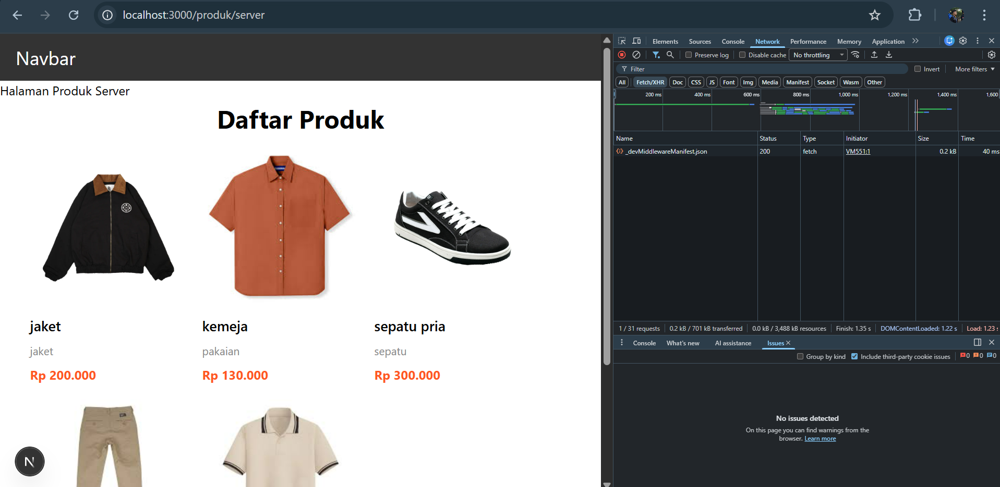 localhost:3000/produk/server
Navbar
Halaman Produk Server
Daftar Produk
jaket
jaket
Rp 200.000
kemeja
pakaian
Rp 130.000
sepatu pria
sepatu
Rp 300.000
N
Elements Sources Console Network Performance Memory Application
Preserve log Disable cache No throttling
Filter Invert More filters
All Fetch/XHR Doc CSS JS Font Img Media Manifest Socket Wasm Other
200 ms 400 ms 600 ms 800 ms 1,000 ms 1,200 ms 1,400 ms 1,600
Name Status Type Initiator Size Time
_devMiddlewareManifest.json 200 fetch VM551:1 0.2 kB 40 ms
1 / 31 requests 0.2 kB / 701 kB transferred 0.0 kB / 3,488 kB resources Finish: 1.35 s DOMContentLoaded: 1.22 s Load: 1.23 s
Console What's new AI assistance Issues
Group by kind Include third-party cookie issues 0 0 0
No issues detected
On this page you can find warnings from the
browser. Learn more